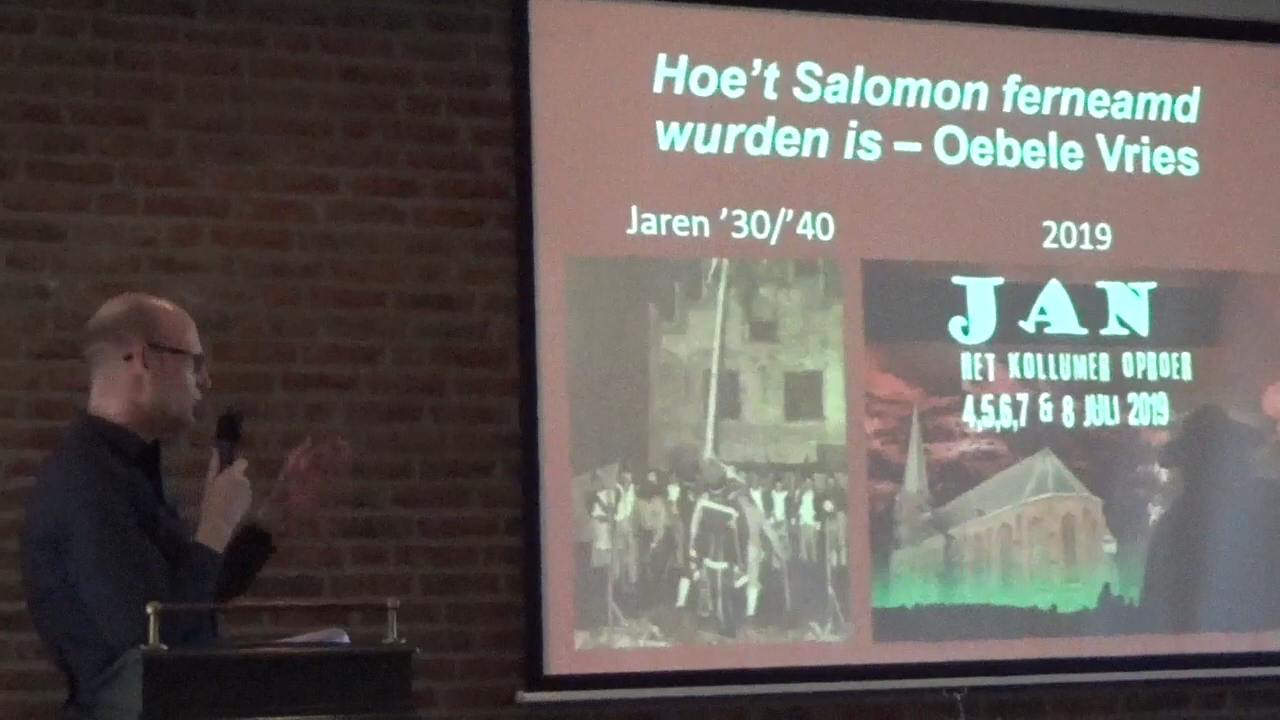 Hoe't Salomon ferneamd
wurden is – Oebele Vries
Jaren '30/'40
2019
JAN
HET KOLLUMER OPROER
4,5,6,7 & 8 JULI 2019